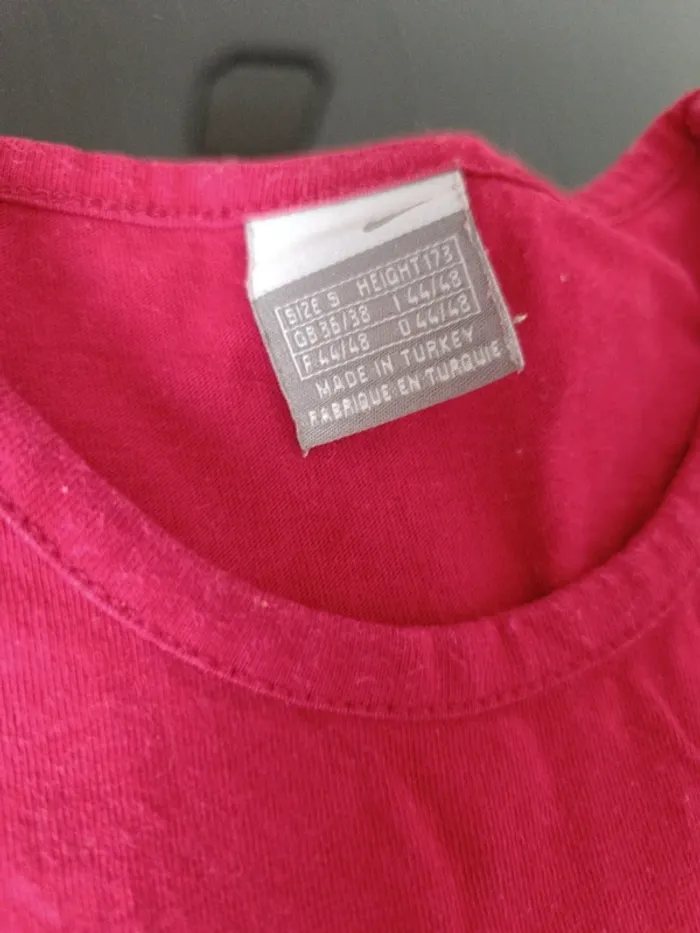 SIZE S HEIGHT 173
GB 36/38 I 44/48
F 44/48 D 44/48
MADE IN TURKEY
FABRIQUE EN TURQUIE